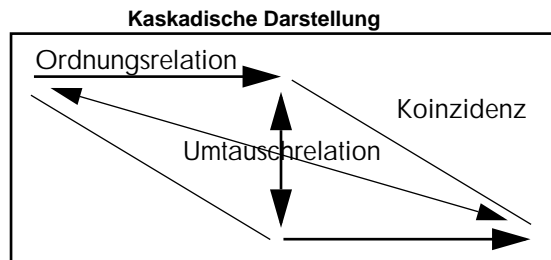 Kaskadische Darstellung
Ordnungsrelation
Koinzidenz
Umtauschrelation